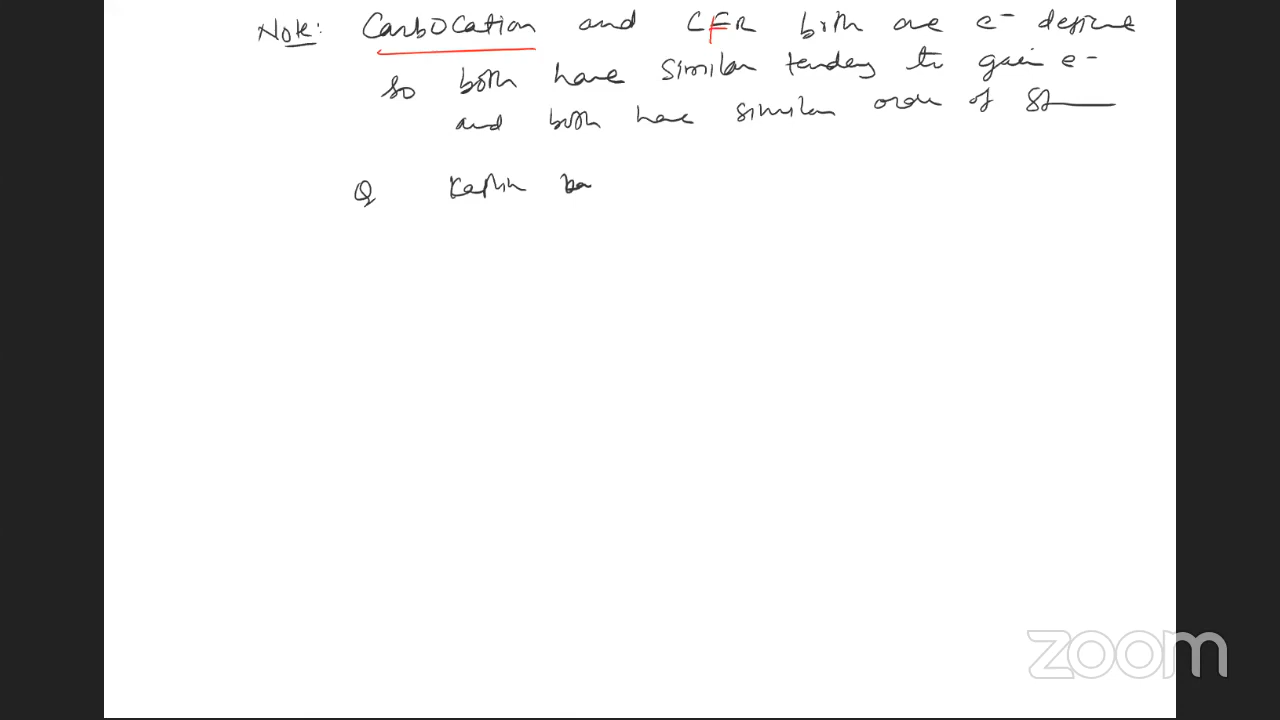 Note: Carbocation and CFR both are e- deficine
so both have similar tendency to gain e-
and both have similar order of St
Q
zoom